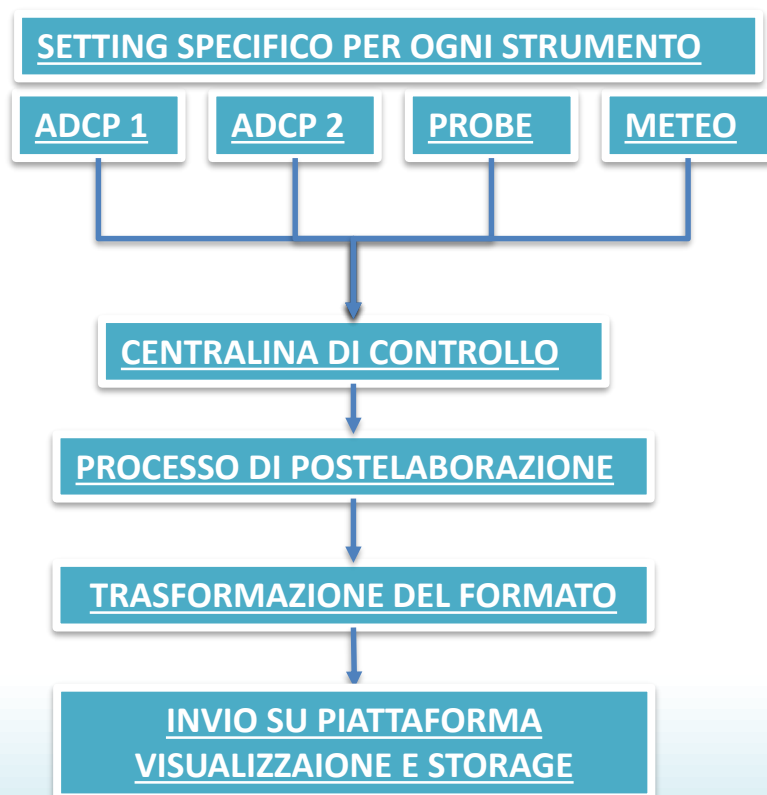 SETTING SPECIFICO PER OGNI STRUMENTO
ADCP 1
ADCP 2
PROBE
METEO
CENTRALINA DI CONTROLLO
PROCESSO DI POSTELABORAZIONE
TRASFORMAZIONE DEL FORMATO
INVIO SU PIATTAFORMA
VISUALIZZAIONE E STORAGE